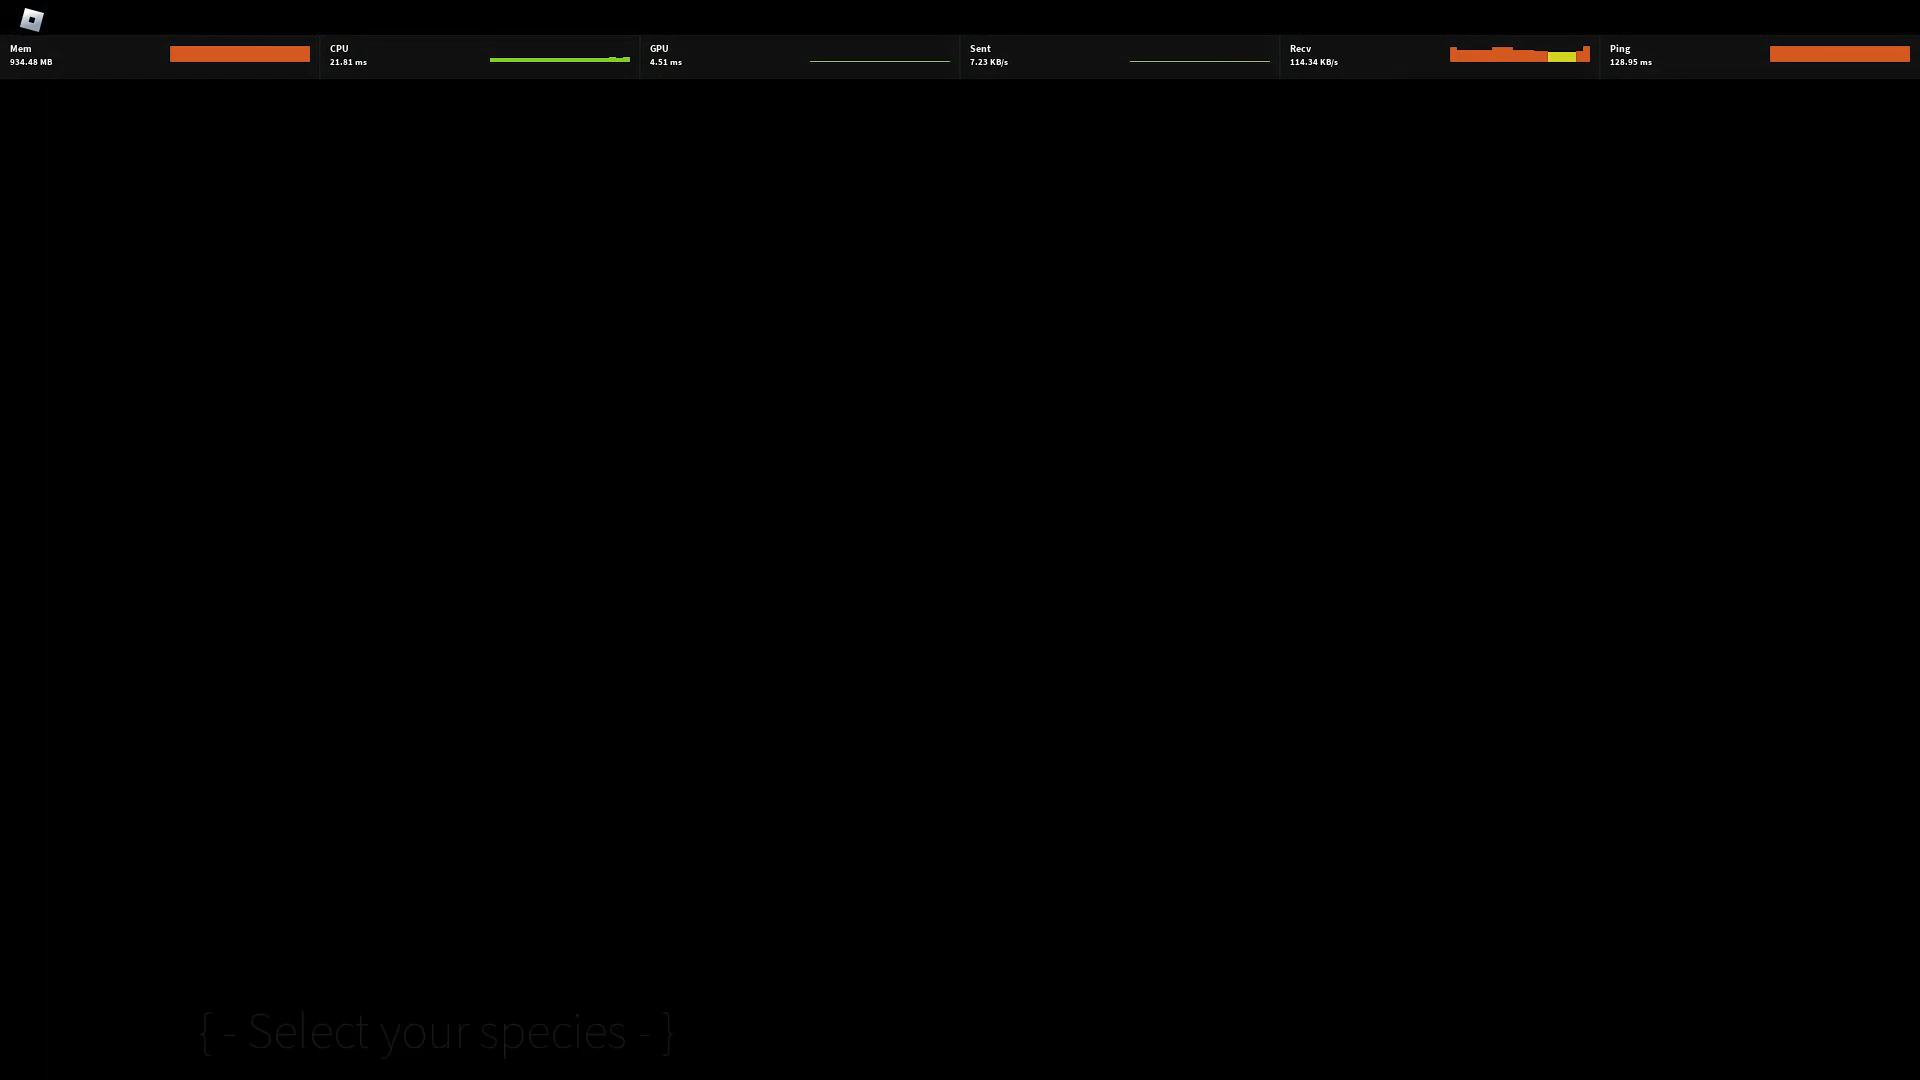 Mem
934.48 MB
CPU
21.81 ms
GPU
4.51 ms
Sent
7.23 KB/s
Recv
114.34 KB/s
Ping
128.95 ms
{ - Select your species - }